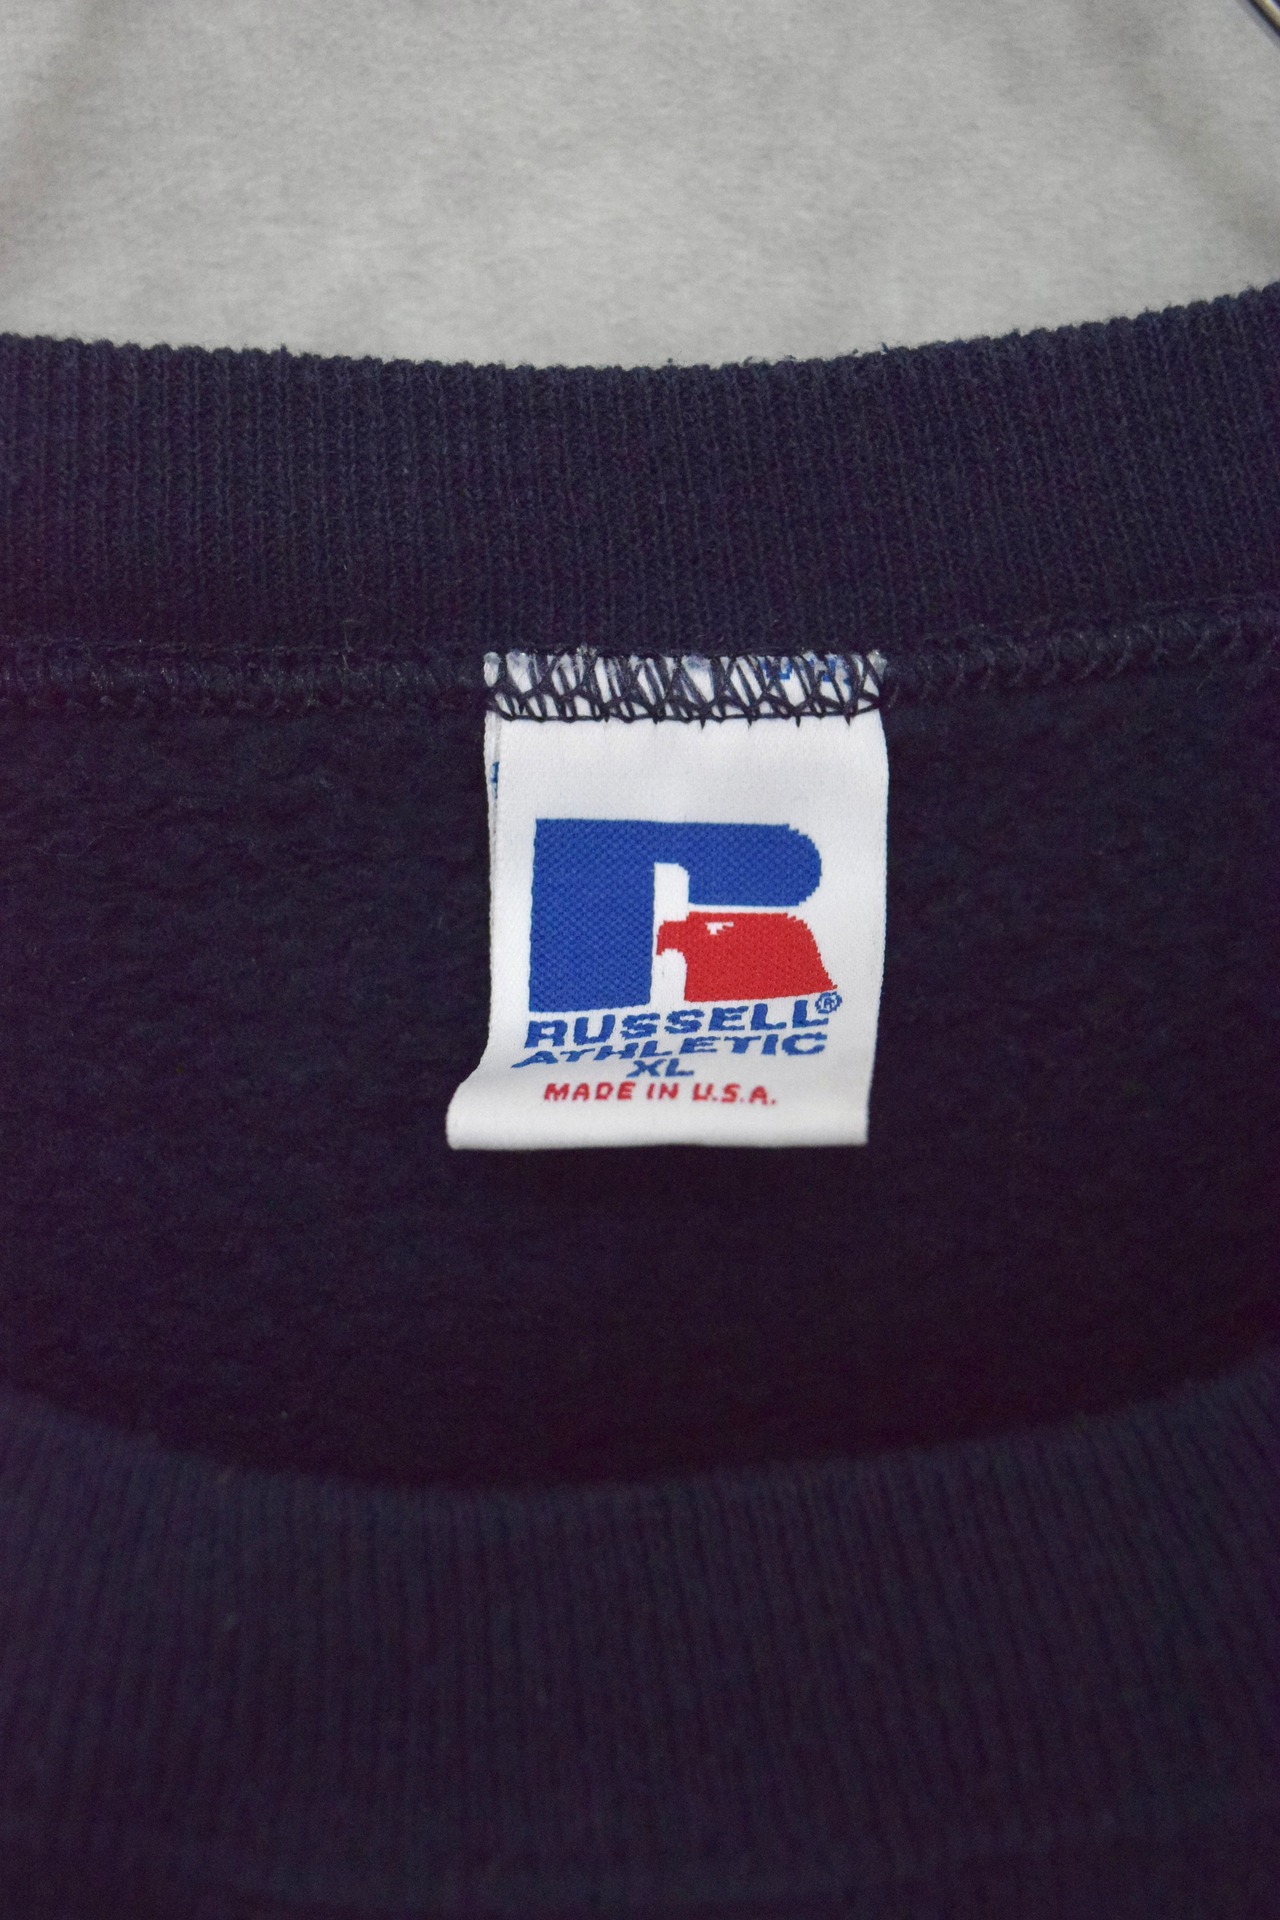 RUSSELL®
ATHLETIC
XL
MADE IN U.S.A.